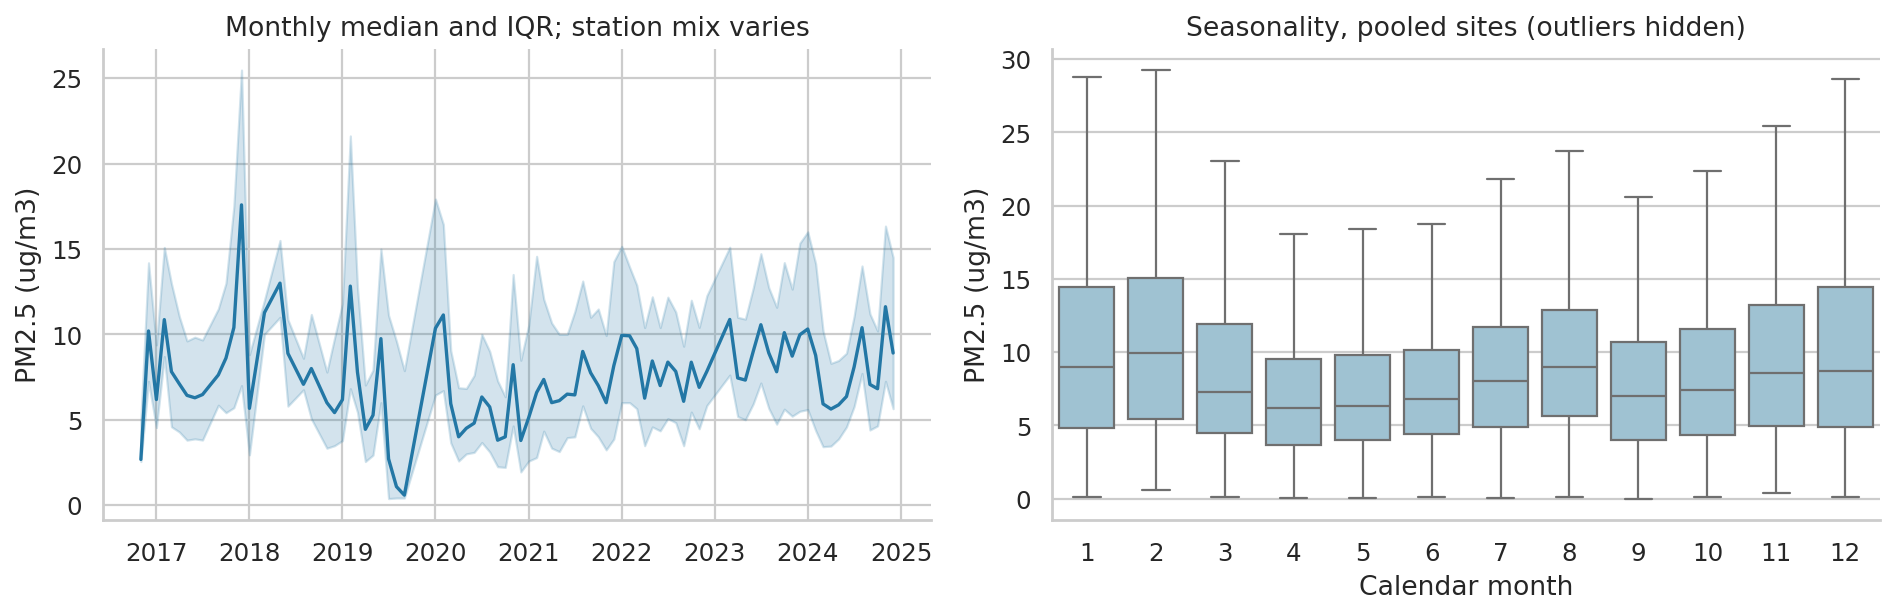 Monthly median and IQR; station mix varies
PM2.5 (ug/m3)
25
20
15
10
5
0
2017 2018 2019 2020 2021 2022 2023 2024 2025
Seasonality, pooled sites (outliers hidden)
PM2.5 (ug/m3)
30
25
20
15
10
5
0
1 2 3 4 5 6 7 8 9 10 11 12
Calendar month